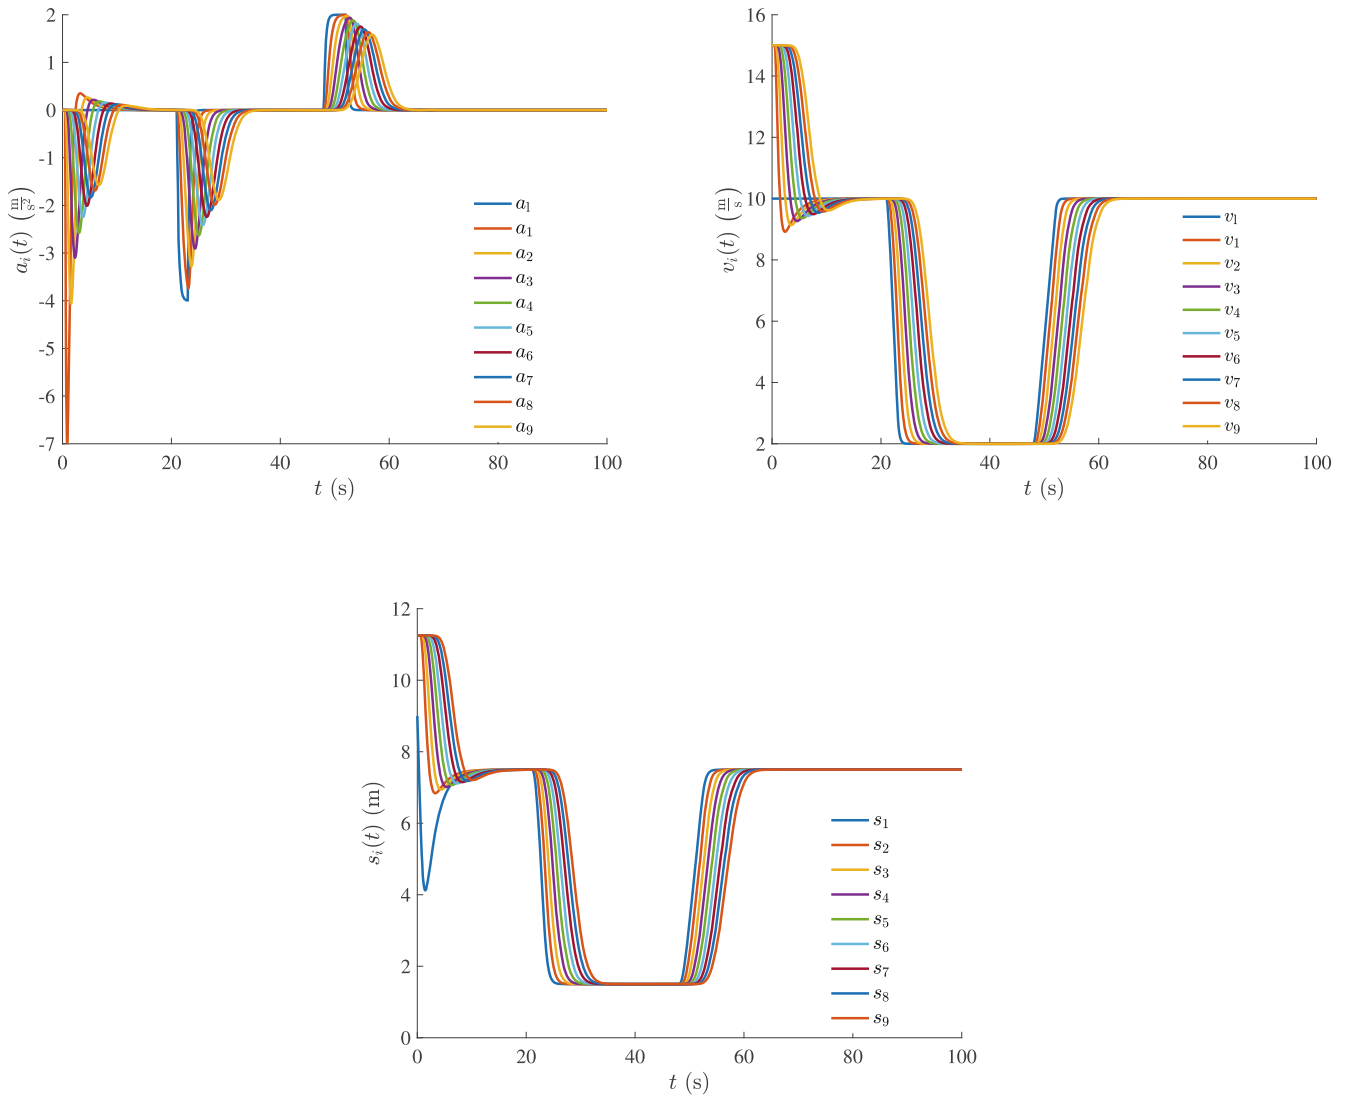 2
1
0
-1
-2
-3
-4
-5
-6
-7
a_i(t) (m/s²)
0 20 40 60 80 100
t (s)
a_l
a_1
a_2
a_3
a_4
a_5
a_6
a_7
a_8
a_9
16
14
12
10
8
6
4
2
v_i(t) (m/s)
0 20 40 60 80 100
t (s)
v_l
v_1
v_2
v_3
v_4
v_5
v_6
v_7
v_8
v_9
12
10
8
6
4
2
0
s_i(t) (m)
0 20 40 60 80 100
t (s)
s_1
s_2
s_3
s_4
s_5
s_6
s_7
s_8
s_9